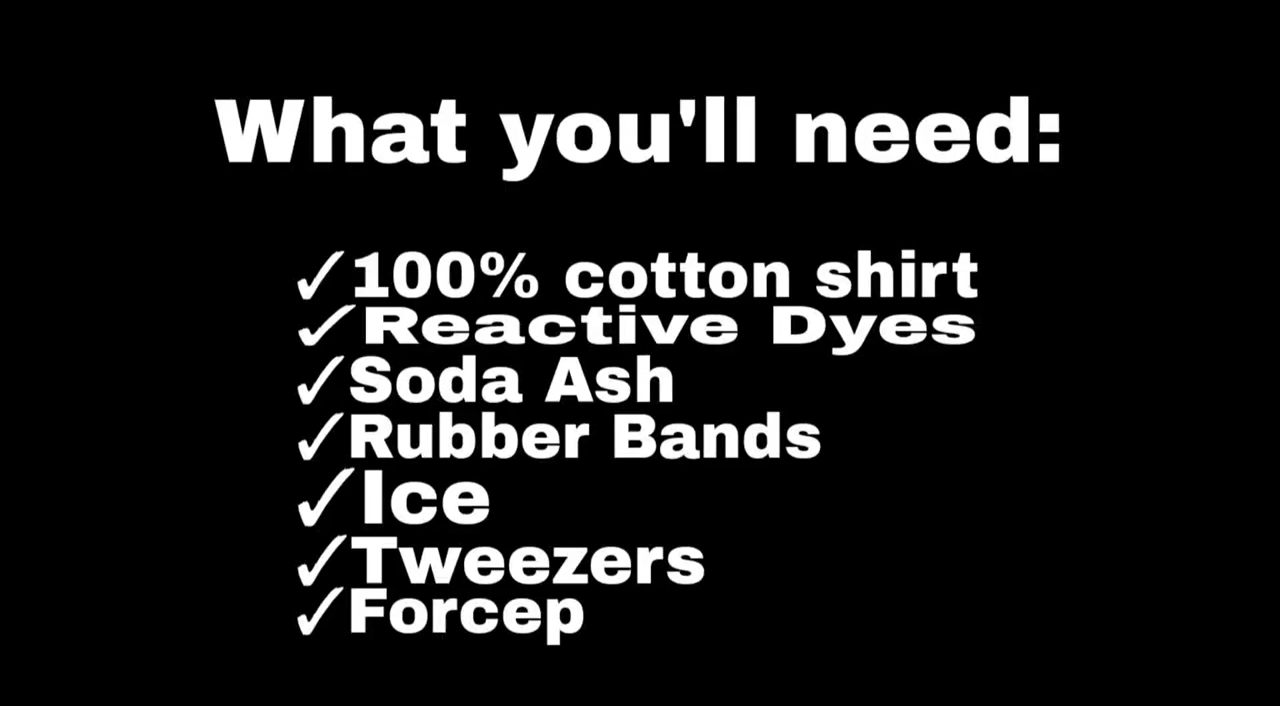 What you'll need:
✓100% cotton shirt
✓Reactive Dyes
✓Soda Ash
✓Rubber Bands
✓Ice
✓Tweezers
✓Forcep